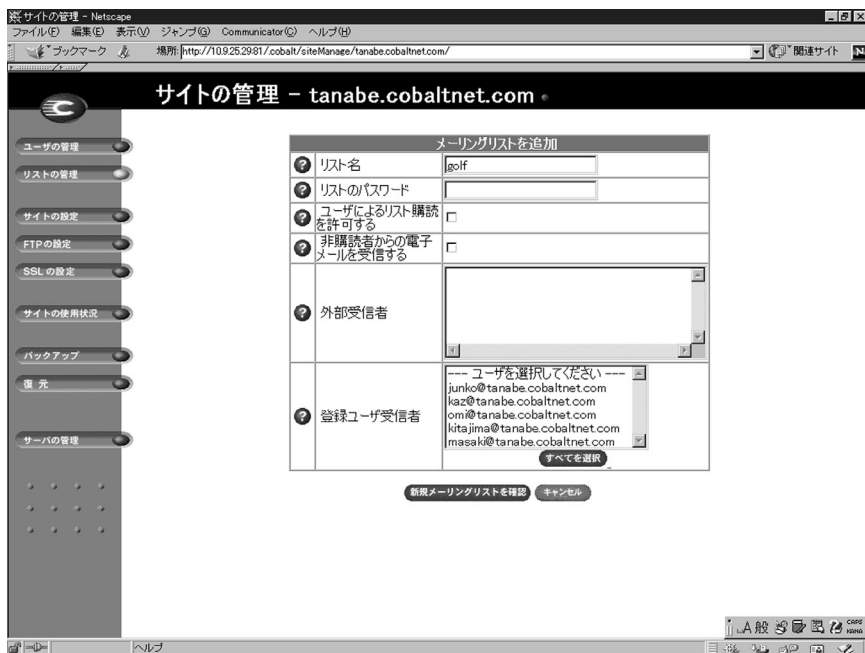 サイトの管理 - Netscape
ファイル(F) 編集(E) 表示(V) ジャンプ(G) Communicator(C) ヘルプ(H)
ブックマーク 場所: http://10.9.25.29:81/.cobalt/siteManage/tanabe.cobaltnet.com/ 関連サイト N
サイトの管理 - tanabe.cobaltnet.com
ユーザの管理
リストの管理
サイトの設定
FTPの設定
SSLの設定
サイトの使用状況
バックアップ
復元
サーバの管理
メーリングリストを追加
リスト名 golf
リストのパスワード
ユーザによるリスト購読
を許可する
非購読者からの電子
メールを受信する
外部受信者
登録ユーザ受信者
--- ユーザを選択してください ---
junko@tanabe.cobaltnet.com
kaz@tanabe.cobaltnet.com
omi@tanabe.cobaltnet.com
kitajima@tanabe.cobaltnet.com
masaki@tanabe.cobaltnet.com
すべてを選択
新規メーリングリストを確認 キャンセル
A 般 CAPS
KANA
ヘルプ